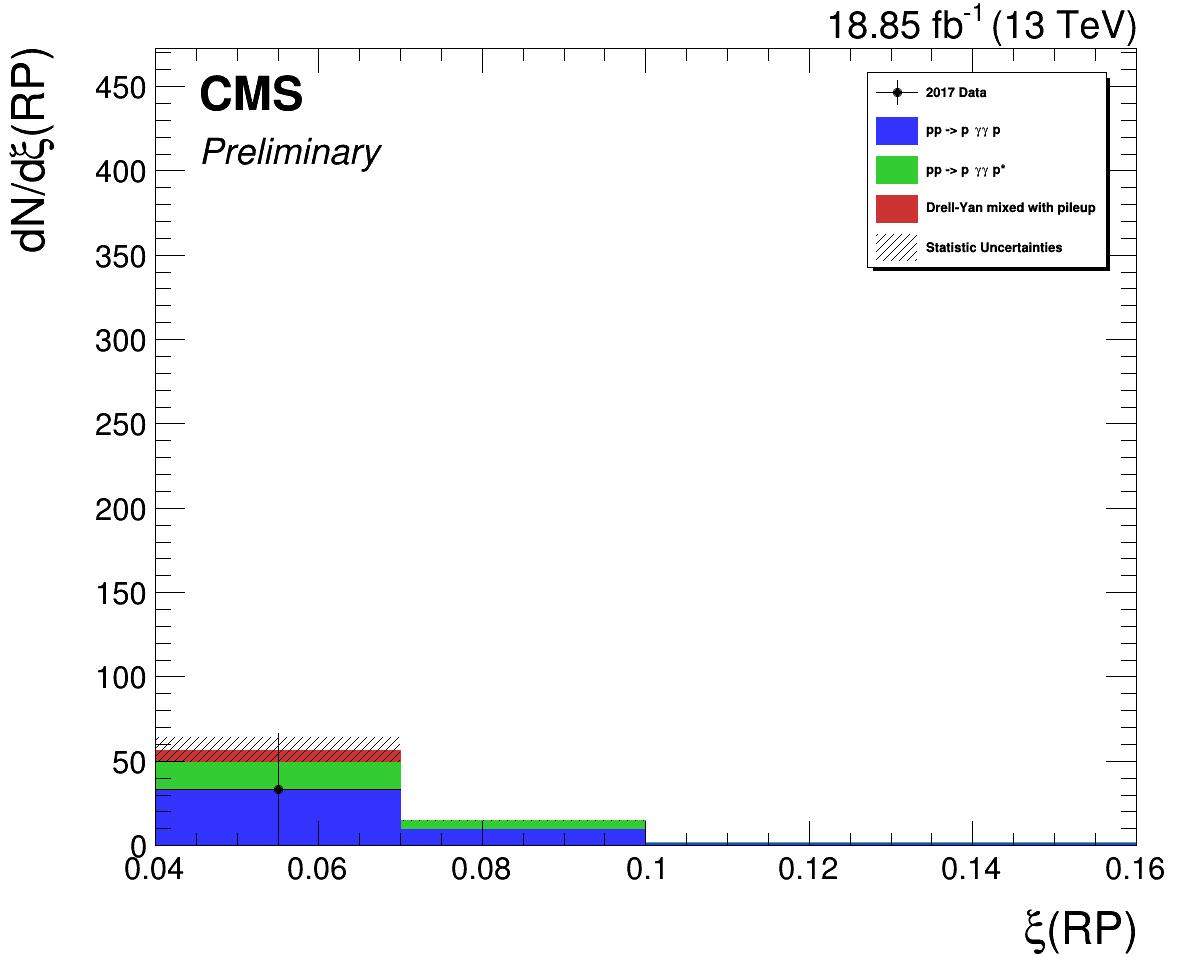 18.85 fb⁻¹ (13 TeV)
dN/dξ(RP)
CMS
Preliminary
2017 Data
pp -> p γγ p
pp -> p γγ p*
Drell-Yan mixed with pileup
Statistic Uncertainties
450
400
350
300
250
200
150
100
50
0
0.04 0.06 0.08 0.1 0.12 0.14 0.16
ξ(RP)